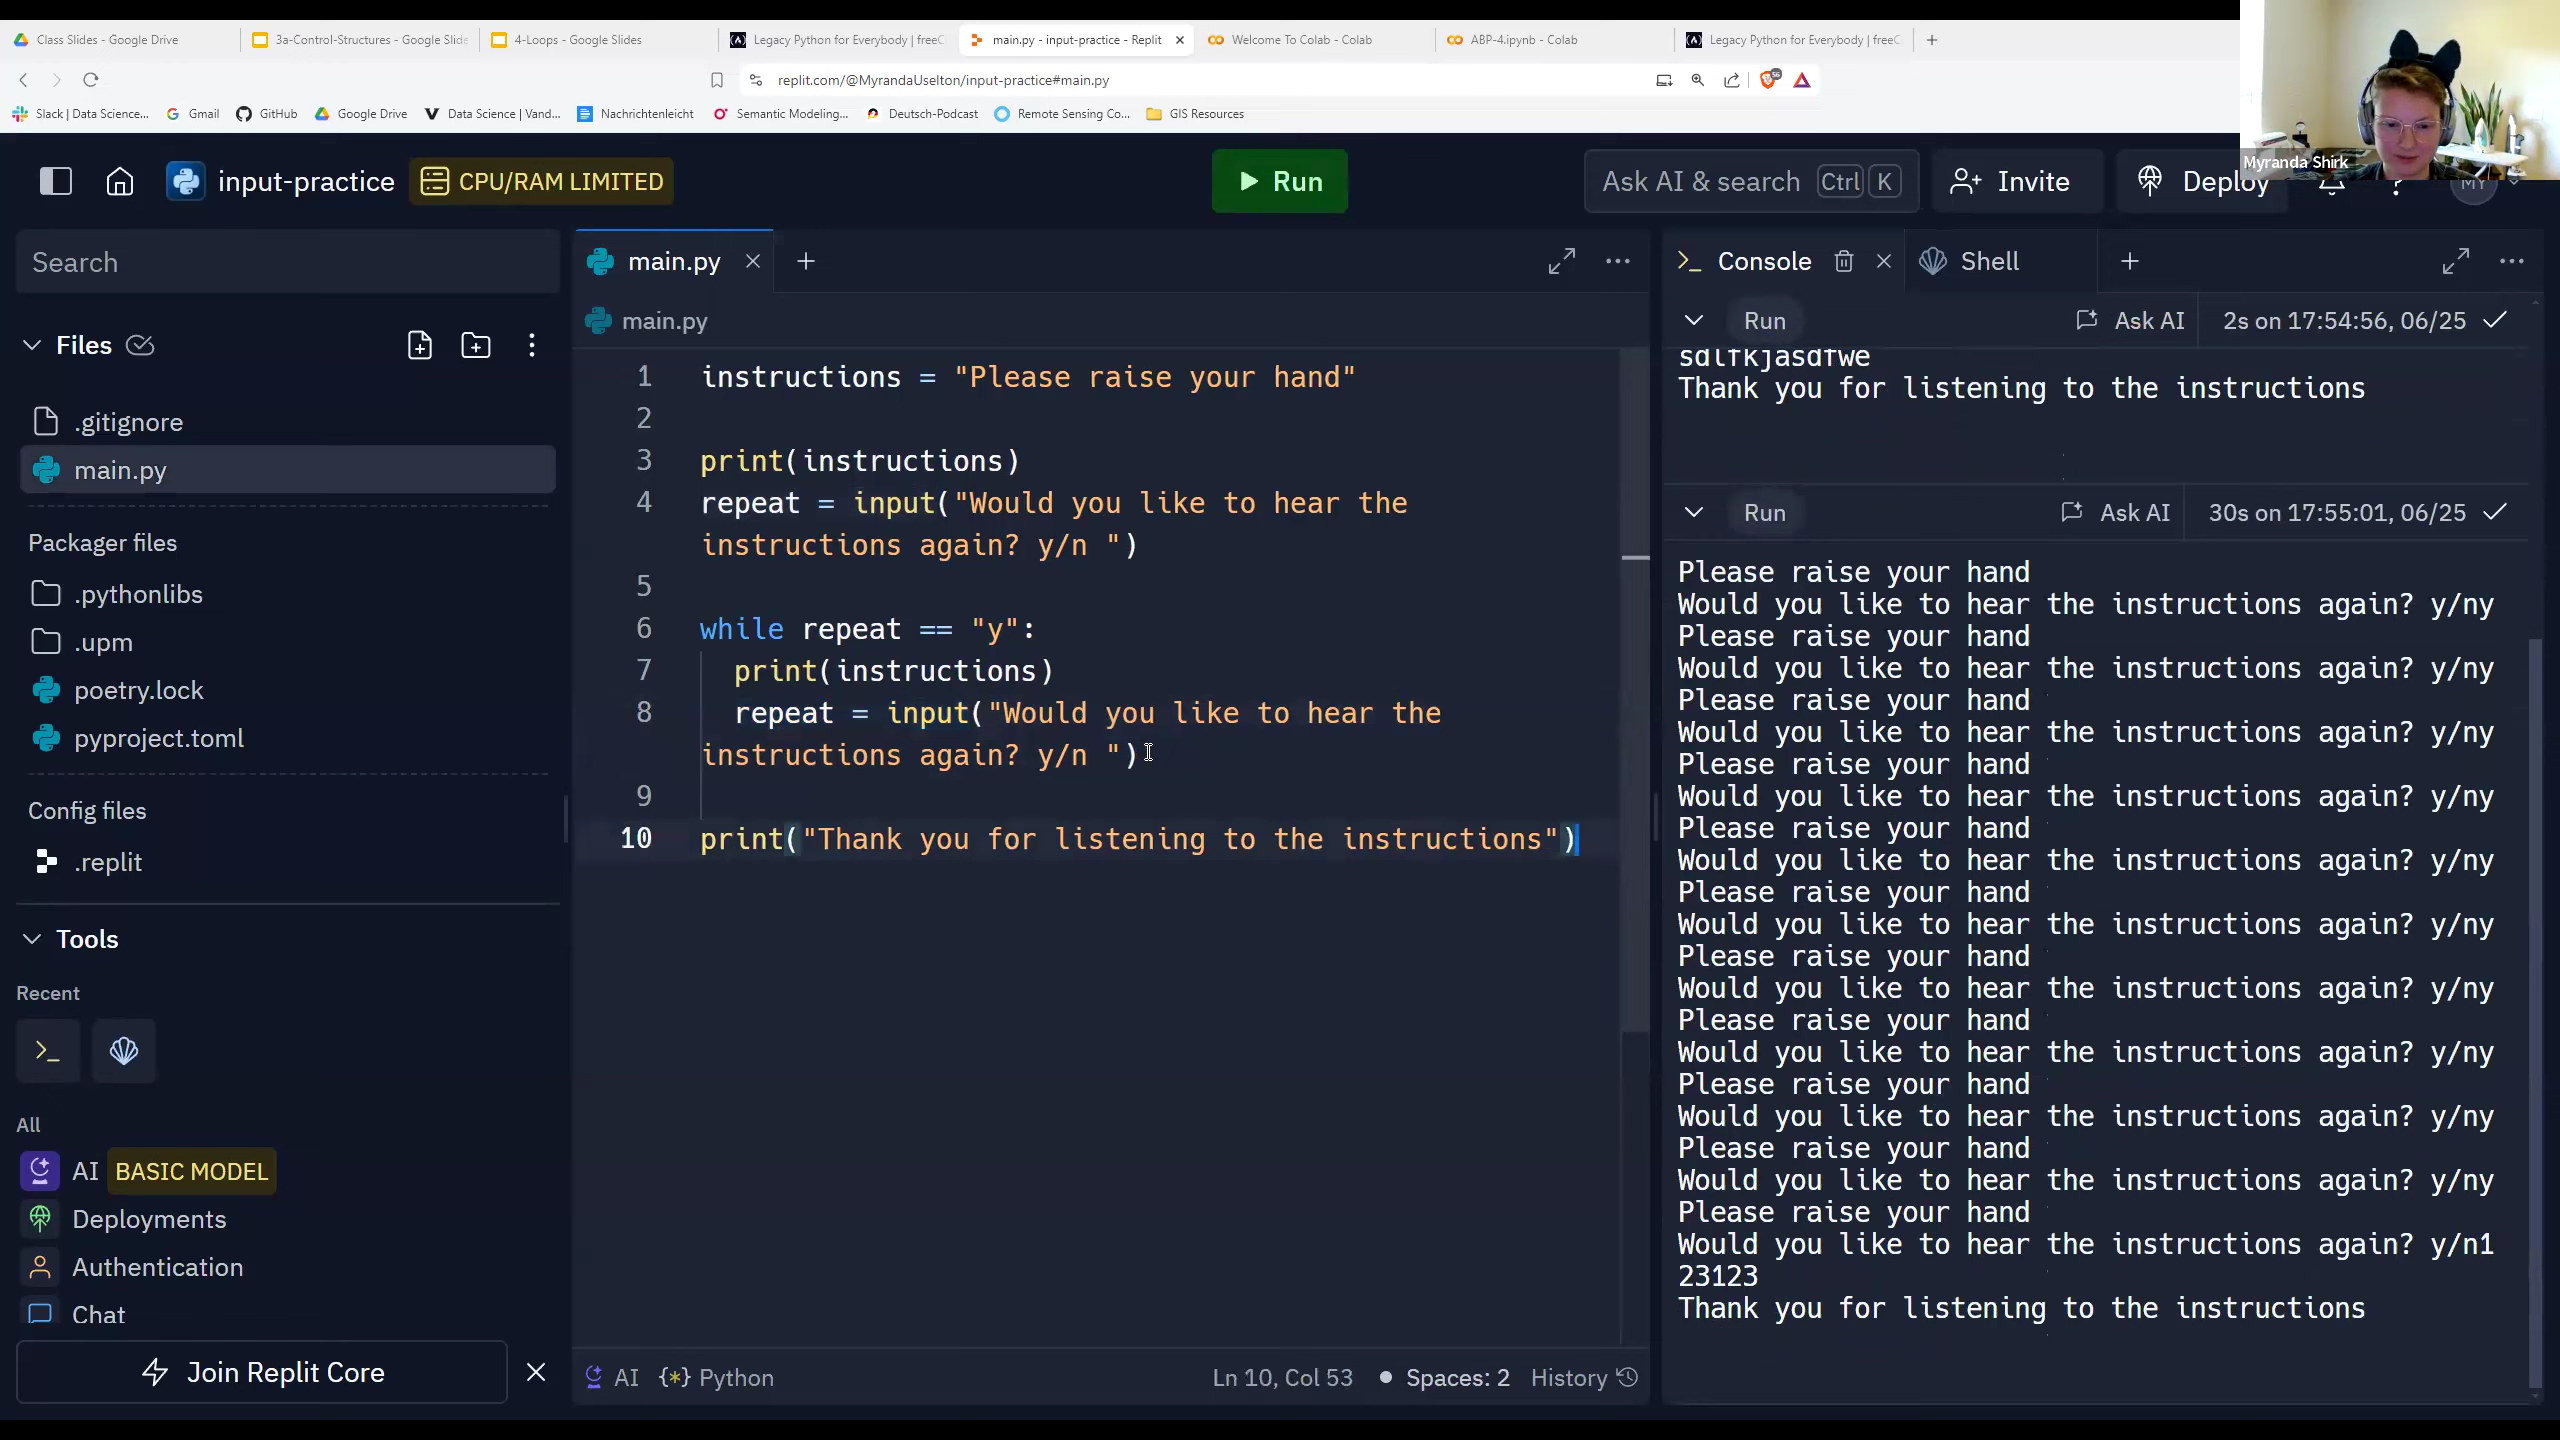 Class Slides - Google Drive
3a-Control-Structures - Google Slide
4-Loops - Google Slides
Legacy Python for Everybody | freeC
main.py - input-practice - Replit
Welcome To Colab - Colab
ABP-4.ipynb - Colab
Legacy Python for Everybody | freeC
replit.com/@MyrandaUselton/input-practice#main.py
56
Slack | Data Science...
Gmail
GitHub
Google Drive
Data Science | Vand...
Nachrichtenleicht
Semantic Modeling...
Deutsch-Podcast
Remote Sensing Co...
GIS Resources
Myranda Shirk
input-practice
CPU/RAM LIMITED
Run
Ask AI & search Ctrl K
Invite
Deploy
MY
Search
Files
.gitignore
main.py
Packager files
.pythonlibs
.upm
poetry.lock
pyproject.toml
Config files
.replit
Tools
Recent
All
AI BASIC MODEL
Deployments
Authentication
Chat
Join Replit Core
main.py
main.py
1 instructions = "Please raise your hand"
2
3 print(instructions)
4 repeat = input("Would you like to hear the
instructions again? y/n ")
5
6 while repeat == "y":
7 print(instructions)
8 repeat = input("Would you like to hear the
instructions again? y/n ")
9
10 print("Thank you for listening to the instructions")
AI
{*} Python
Ln 10, Col 53
Spaces: 2
History
Console
Shell
Run
Ask AI
2s on 17:54:56, 06/25
sdlfkjasdfwe
Thank you for listening to the instructions
Run
Ask AI
30s on 17:55:01, 06/25
Please raise your hand
Would you like to hear the instructions again? y/ny
Please raise your hand
Would you like to hear the instructions again? y/ny
Please raise your hand
Would you like to hear the instructions again? y/ny
Please raise your hand
Would you like to hear the instructions again? y/ny
Please raise your hand
Would you like to hear the instructions again? y/ny
Please raise your hand
Would you like to hear the instructions again? y/ny
Please raise your hand
Would you like to hear the instructions again? y/ny
Please raise your hand
Would you like to hear the instructions again? y/ny
Please raise your hand
Would you like to hear the instructions again? y/ny
Please raise your hand
Would you like to hear the instructions again? y/ny
Please raise your hand
Would you like to hear the instructions again? y/n1
23123
Thank you for listening to the instructions